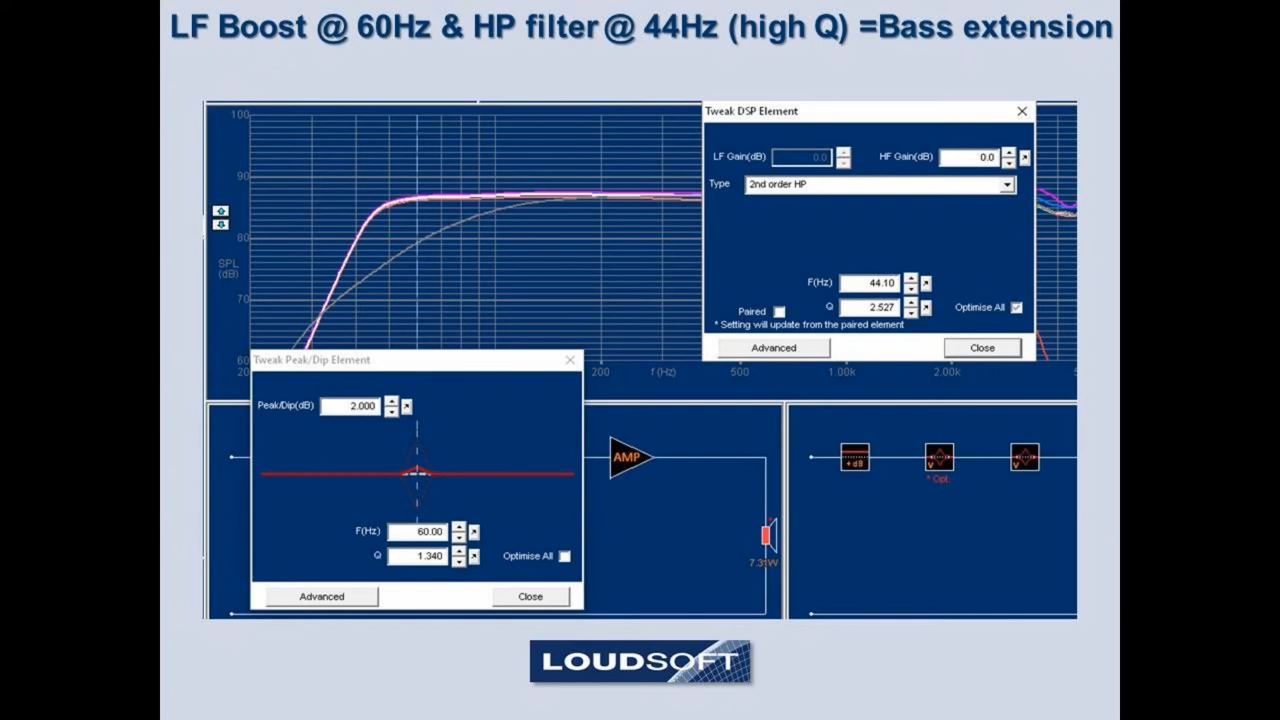 LF Boost @ 60Hz & HP filter @ 44Hz (high Q) =Bass extension
100
90
80
SPL
(dB)
70
60
20
200
f (Hz)
500
1.00k
2.00k
5
Tweak DSP Element
LF Gain(dB)
0.0
HF Gain(dB)
0.0
Type
2nd order HP
F(Hz)
44.10
Paired
Q
2.527
Optimise All
* Setting will update from the paired element
Advanced
Close
Tweak Peak/Dip Element
Peak/Dip(dB)
2.000
F(Hz)
60.00
Q
1.340
Optimise All
Advanced
Close
AMP
+ dB
V
V
* Opt.
LOUDSOFT